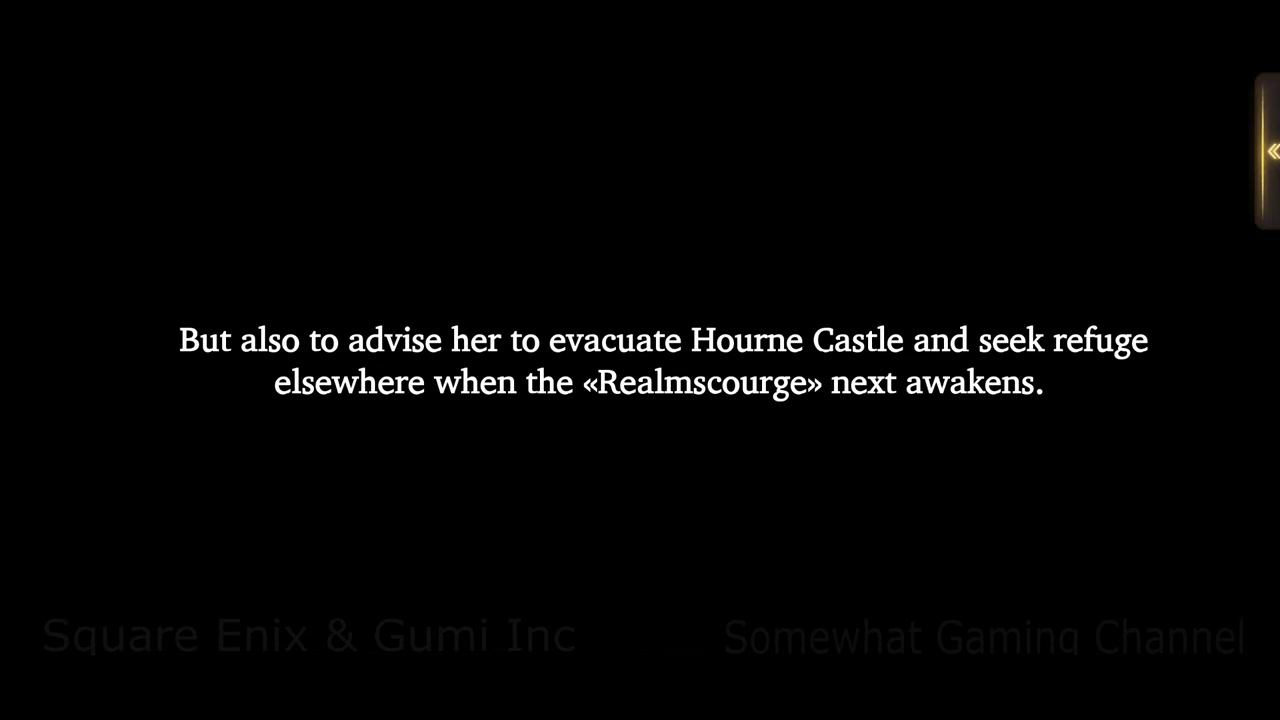 But also to advise her to evacuate Hourne Castle and seek refuge
elsewhere when the «Realmscourge» next awakens.
Square Enix & Gumi Inc
Somewhat Gaming Channel